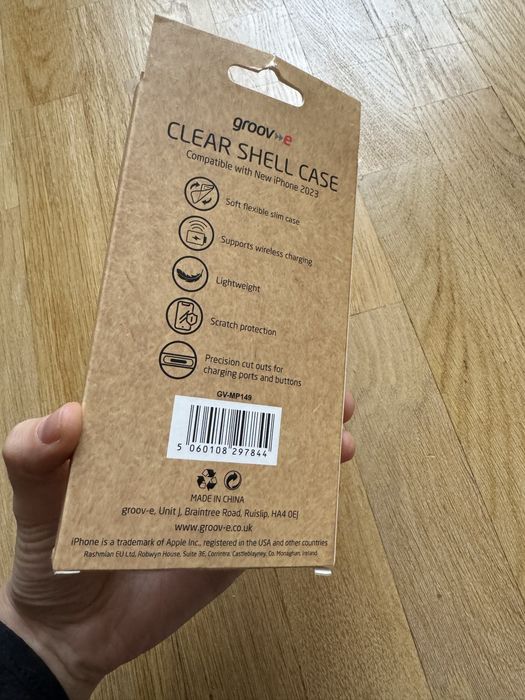 groov»e
CLEAR SHELL CASE
Compatible with New iPhone 2023
Soft flexible slim case
Supports wireless charging
Lightweight
Scratch protection
Precision cut outs for
charging ports and buttons
GV-MP149
5 060108 297844
MADE IN CHINA
groov-e, Unit J, Braintree Road, Ruislip, HA4 0EJ
www.groov-e.co.uk
iPhone is a trademark of Apple Inc., registered in the USA and other countries
Rashmian EU Ltd, Robwyn House, Suite 3E, Corrintra, Castleblayney, Co. Monaghan, Ireland